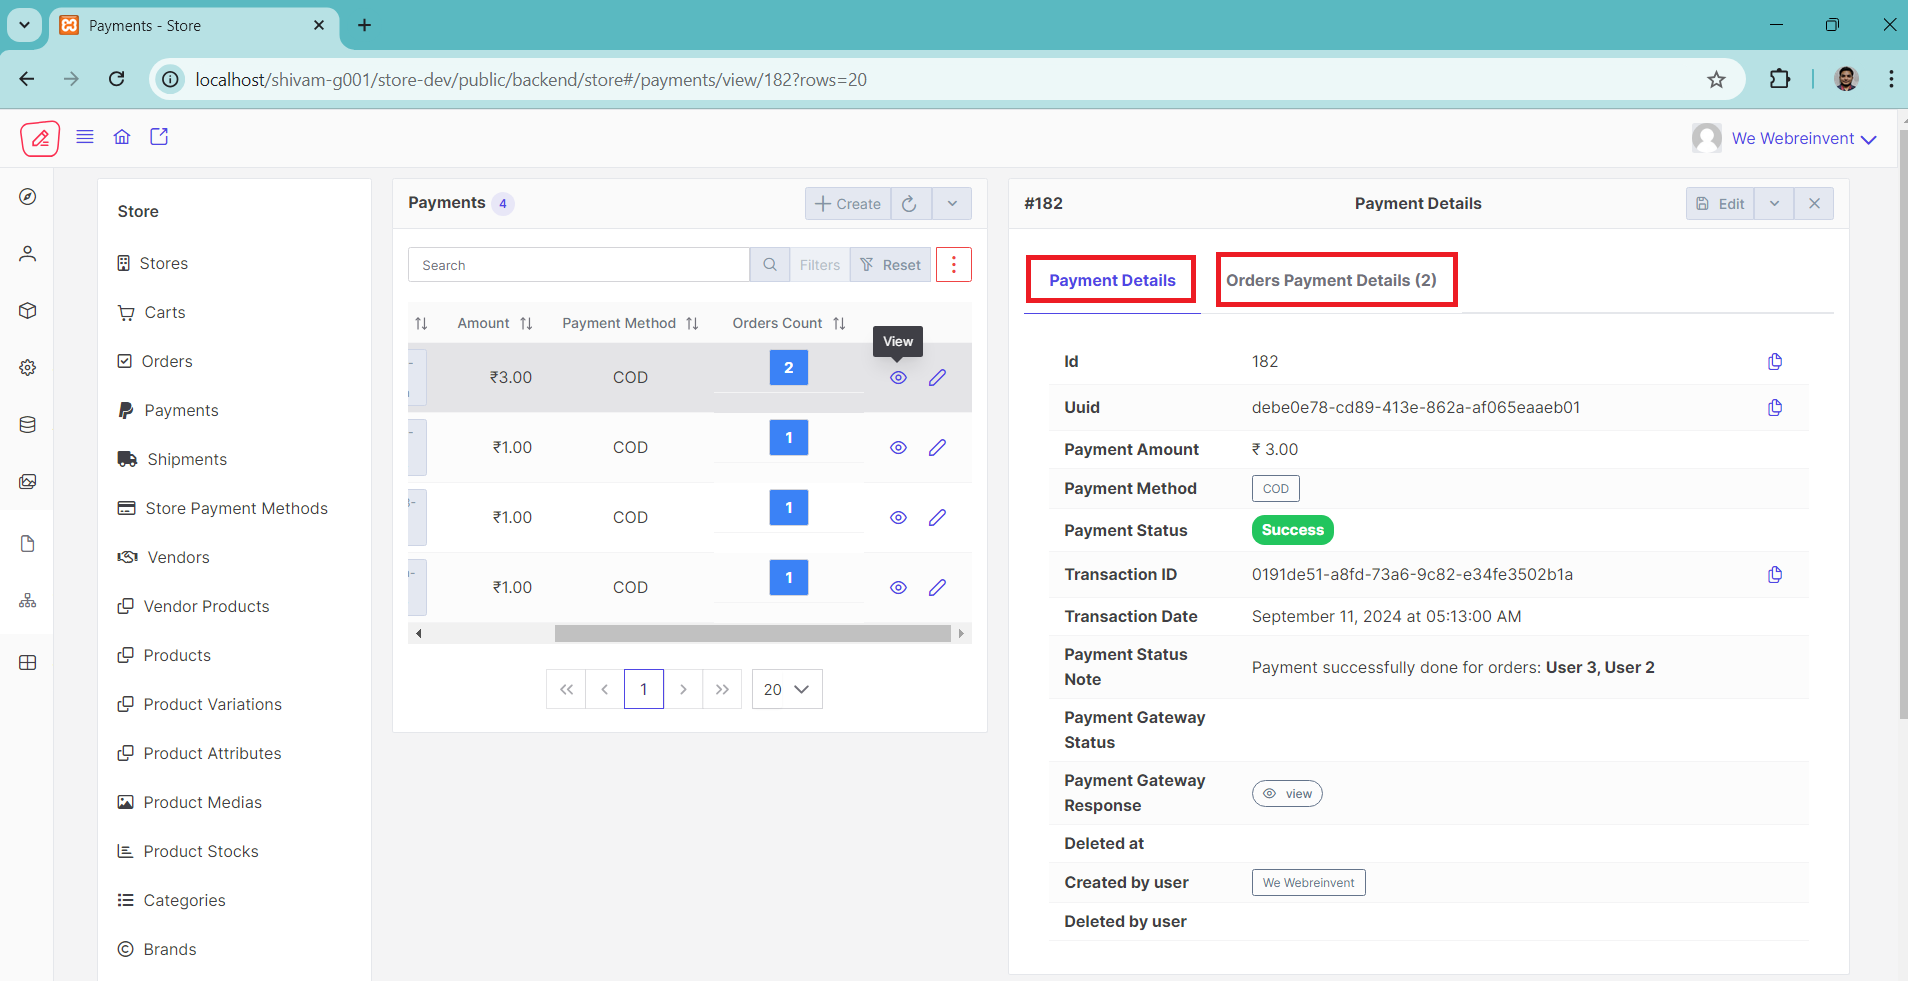 Payments - Store
localhost/shivam-g001/store-dev/public/backend/store#/payments/view/182?rows=20
We Webreinvent
Store
Stores
Carts
Orders
Payments
Shipments
Store Payment Methods
Vendors
Vendor Products
Products
Product Variations
Product Attributes
Product Medias
Product Stocks
Categories
Brands
Payments 4
Create
Search
Filters
Reset
Amount Payment Method Orders Count
View
₹3.00 COD 2
₹1.00 COD 1
₹1.00 COD 1
₹1.00 COD 1
1
20
#182 Payment Details Edit
Payment Details Orders Payment Details (2)
Id 182
Uuid debe0e78-cd89-413e-862a-af065eaaeb01
Payment Amount ₹ 3.00
Payment Method COD
Payment Status Success
Transaction ID 0191de51-a8fd-73a6-9c82-e34fe3502b1a
Transaction Date September 11, 2024 at 05:13:00 AM
Payment Status
Note
Payment successfully done for orders: User 3, User 2
Payment Gateway
Status
Payment Gateway
Response
view
Deleted at
Created by user We Webreinvent
Deleted by user